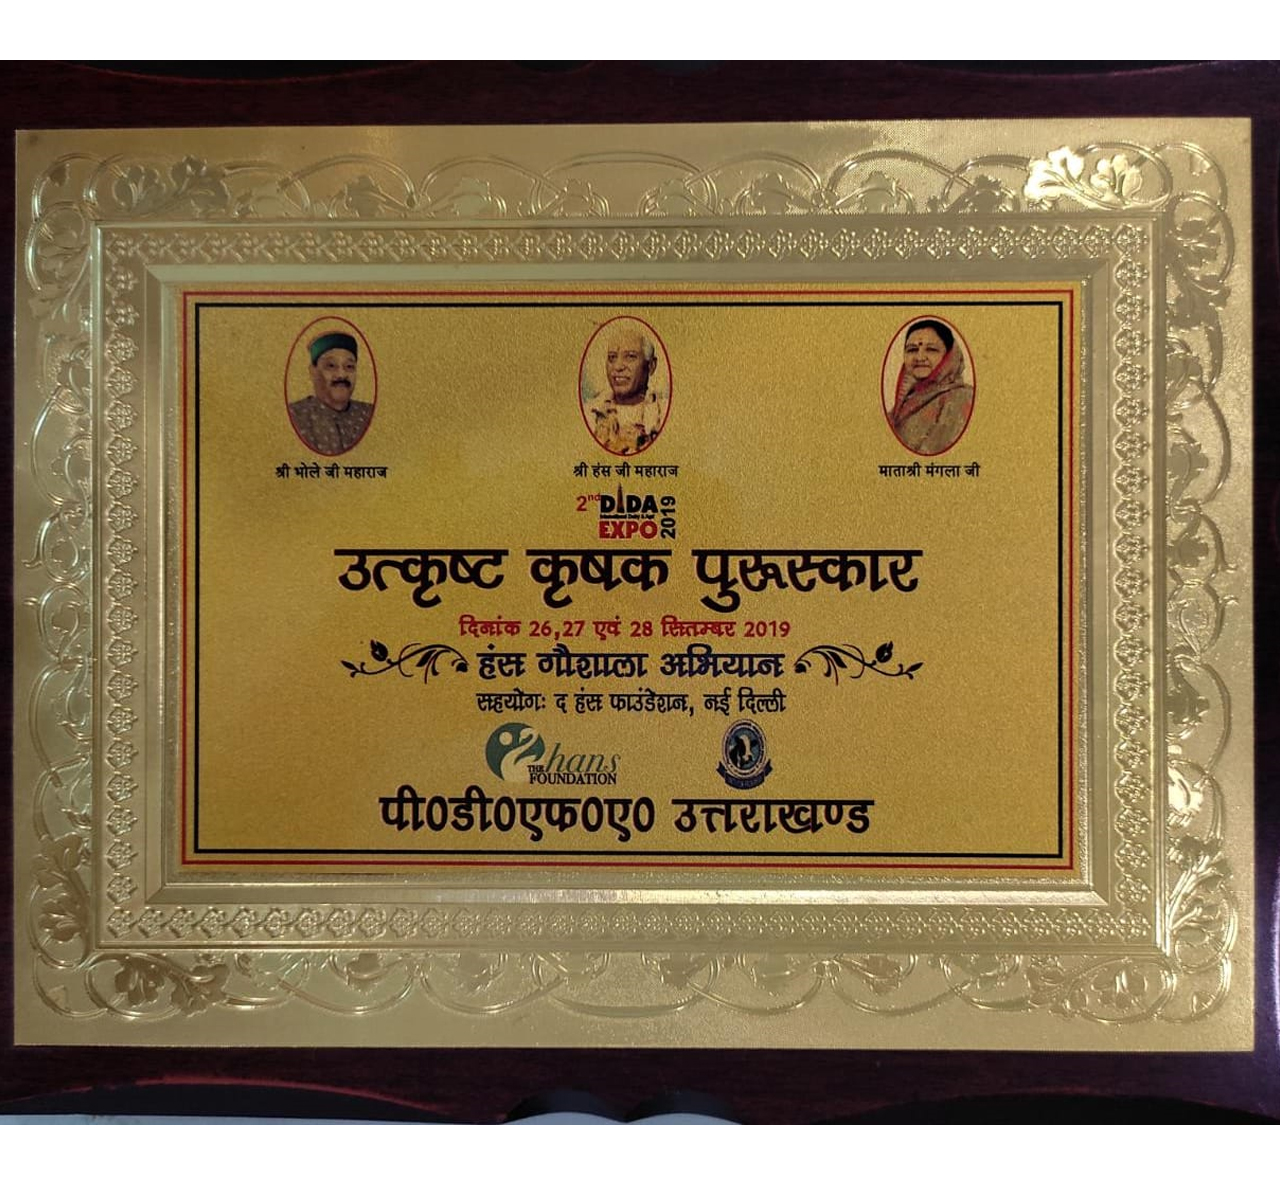 श्री भोले जी महाराज
श्री हंस जी महाराज
माताश्री मंगला जी
2nd DIDA
EXPO 2019
उत्कृष्ट कृषक पुरूस्कार
दिनांक 26,27 एवं 28 सितम्बर 2019
हंस गौशाला अभियान
सहयोगः द हंस फाउंडेशन, नई दिल्ली
THE hans
FOUNDATION
पी0डी0एफ0ए0 उत्तराखण्ड